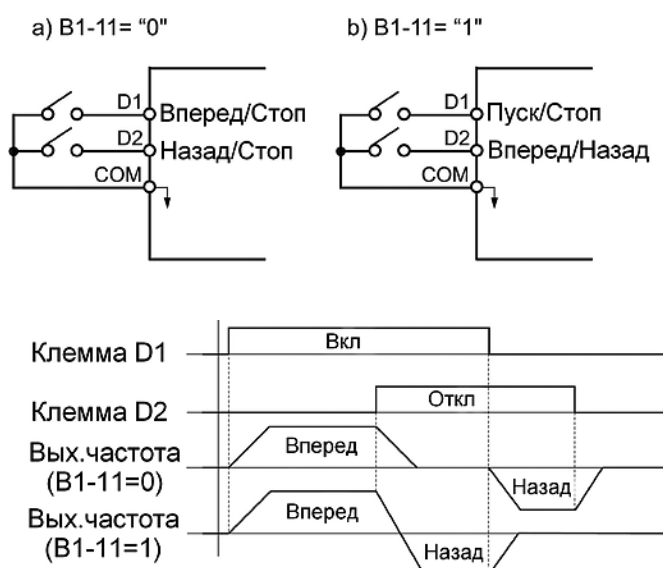 a) B1-11= “0"
b) B1-11= “1"
D1
Вперед/Стоп
D2
Назад/Стоп
COM
D1
Пуск/Стоп
D2
Вперед/Назад
COM
Клемма D1
Вкл
Клемма D2
Откл
Вых.частота
(B1-11=0)
Вперед
Назад
Вых.частота
(B1-11=1)
Вперед
Назад